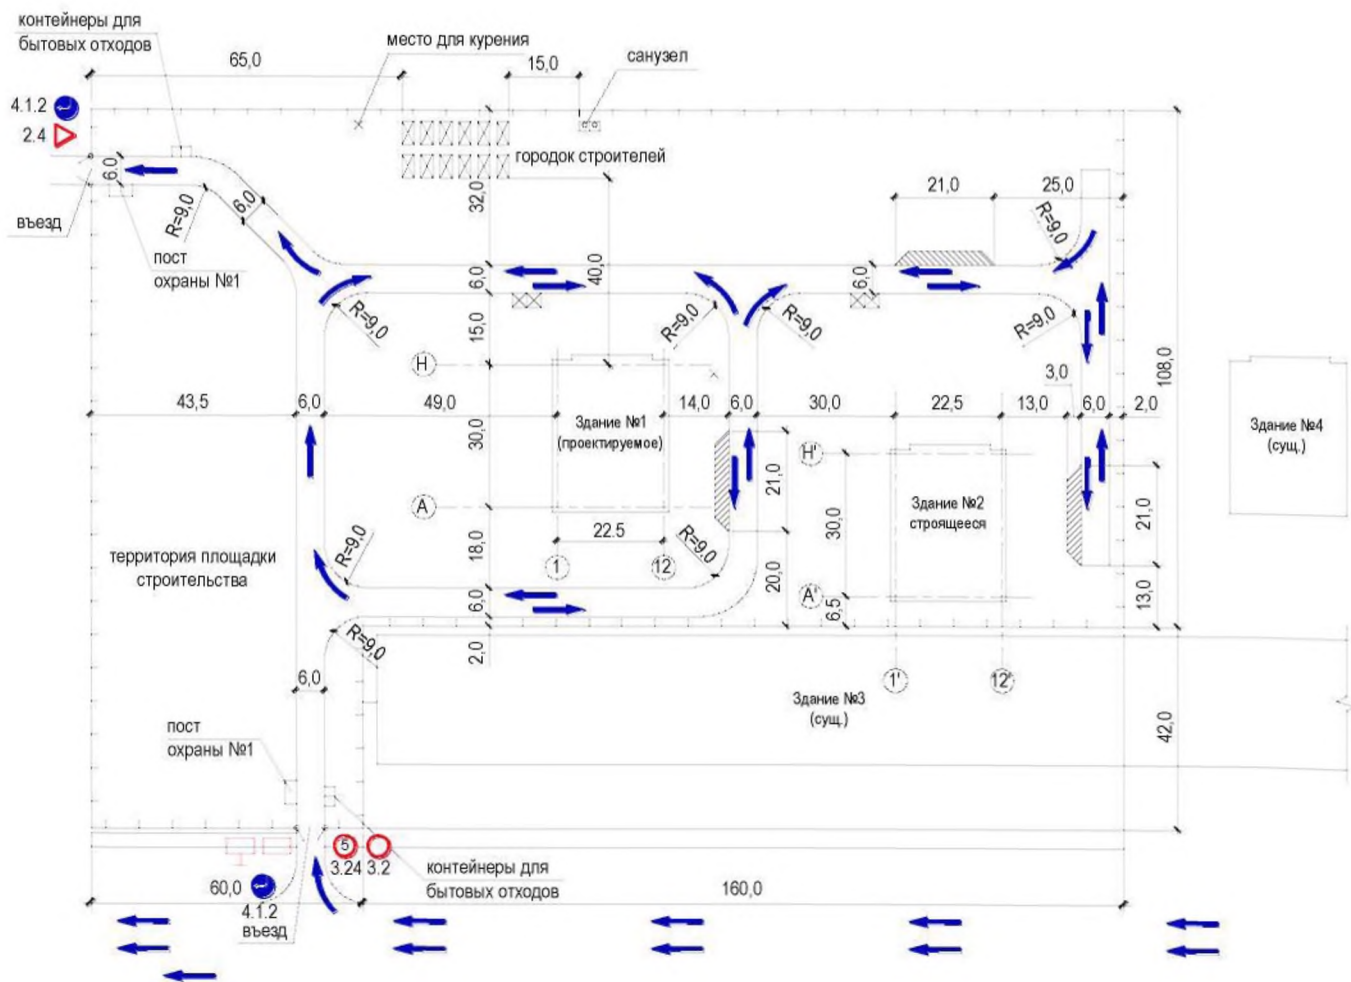 контейнеры для
бытовых отходов
место для курения
санузел
65,0
15,0
4.1.2
2.4
6.0
въезд
R=9,0
6,0
пост
охраны №1
городок строителей
32,0
40,0
21,0
25,0
R=9,0
6,0
6,0
R=9,0
15,0
R=9,0
R=9,0
R=9,0
Н
3,0
108,0
43,5
6,0
49,0
14,0
6,0
30,0
22,5
13,0
6,0
2,0
30,0
Здание №1
(проектируемое)
Здание №4
(сущ.)
Н'
21,0
А
30,0
Здание №2
строящееся
21,0
22.5
18,0
R=9,0
R=9,0
территория площадки
строительства
1
12
20,0
А'
6,5
13,0
6,0
2,0
R=9,0
6,0
1'
12'
Здание №3
(сущ.)
42,0
пост
охраны №1
5
3.24
3.2
контейнеры для
бытовых отходов
60,0
4.1.2
въезд
160,0